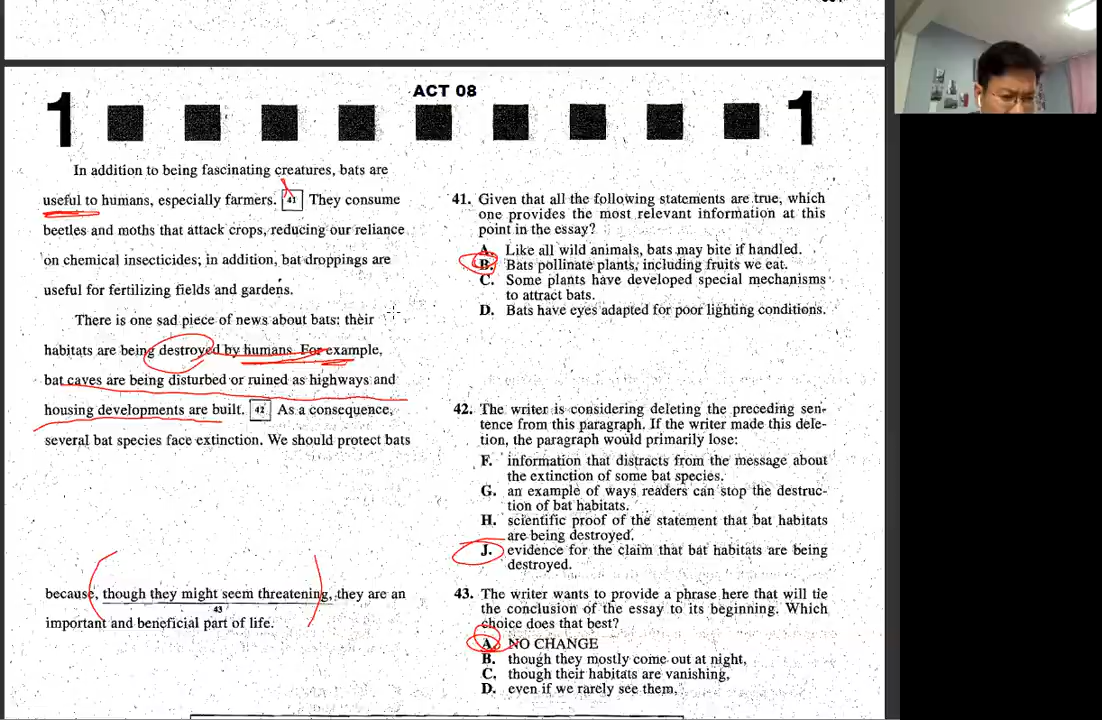 ACT 08
1
1
In addition to being fascinating creatures, bats are
useful to humans, especially farmers. 41 They consume
beetles and moths that attack crops, reducing our reliance
on chemical insecticides; in addition, bat droppings are
useful for fertilizing fields and gardens.
There is one sad piece of news about bats: their
habitats are being destroyed by humans. For example,
bat caves are being disturbed or ruined as highways and
housing developments are built. 42 As a consequence,
several bat species face extinction. We should protect bats
because, though they might seem threatening, they are an
43
important and beneficial part of life.
41. Given that all the following statements are true, which
one provides the most relevant information at this
point in the essay?
A. Like all wild animals, bats may bite if handled.
B. Bats pollinate plants, including fruits we eat.
C. Some plants have developed special mechanisms
to attract bats.
D. Bats have eyes adapted for poor lighting conditions.
42. The writer is considering deleting the preceding sen-
tence from this paragraph. If the writer made this dele-
tion, the paragraph would primarily lose:
F. information that distracts from the message about
the extinction of some bat species.
G. an example of ways readers can stop the destruc-
tion of bat habitats.
H. scientific proof of the statement that bat habitats
are being destroyed.
J. evidence for the claim that bat habitats are being
destroyed.
43. The writer wants to provide a phrase here that will tie
the conclusion of the essay to its beginning. Which
choice does that best?
A. NO CHANGE
B. though they mostly come out at night,
C. though their habitats are vanishing,
D. even if we rarely see them,